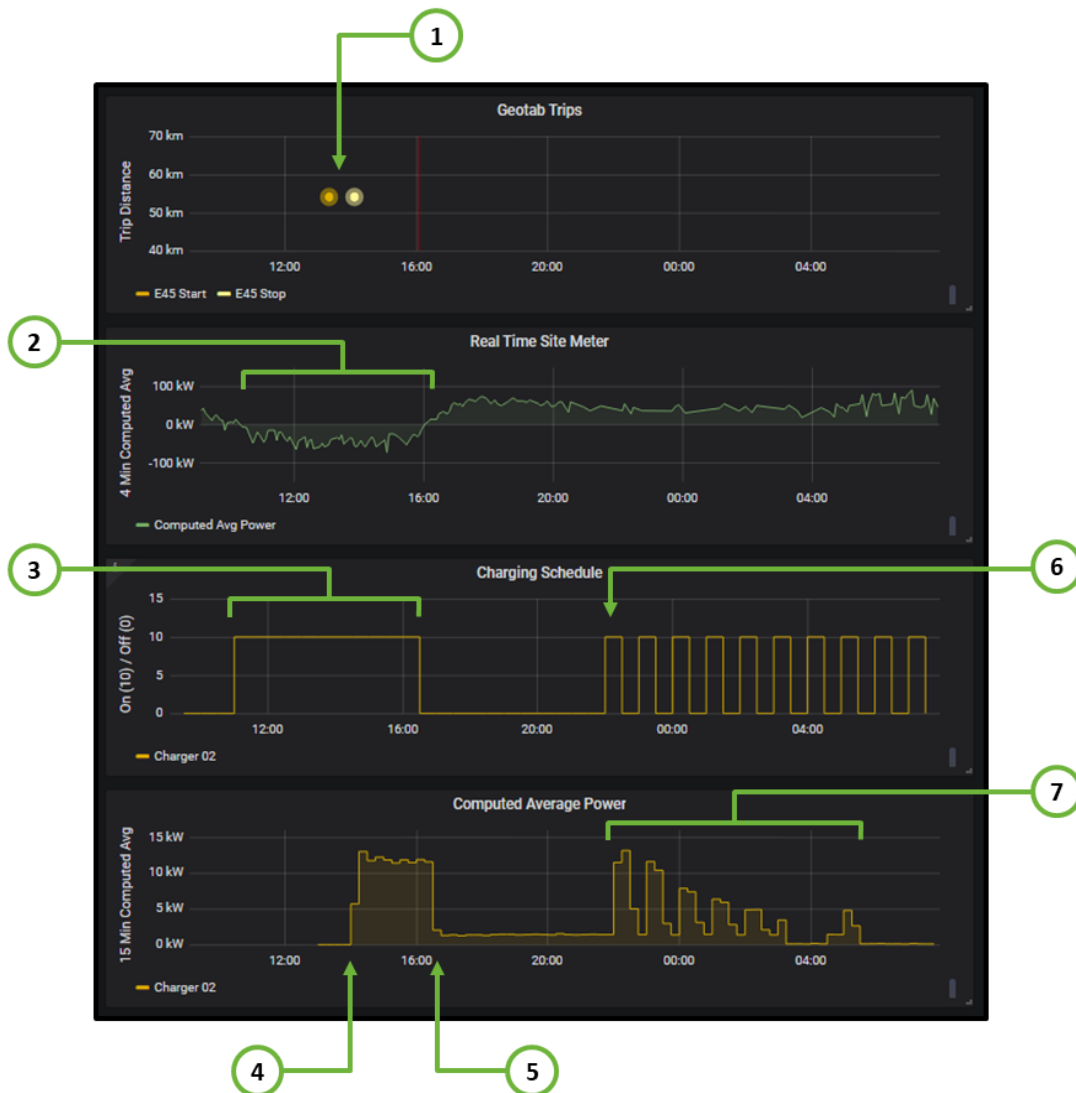 1
Geotab Trips
Trip Distance
70 km
60 km
50 km
40 km
12:00 16:00 20:00 00:00 04:00
E45 Start E45 Stop
2
Real Time Site Meter
4 Min Computed Avg
100 kW
0 kW
-100 kW
12:00 16:00 20:00 00:00 04:00
Computed Avg Power
3
6
Charging Schedule
On (10) / Off (0)
15
10
5
0
12:00 16:00 20:00 00:00 04:00
Charger 02
7
Computed Average Power
15 Min Computed Avg
15 kW
10 kW
5 kW
0 kW
12:00 16:00 20:00 00:00 04:00
Charger 02
4 5